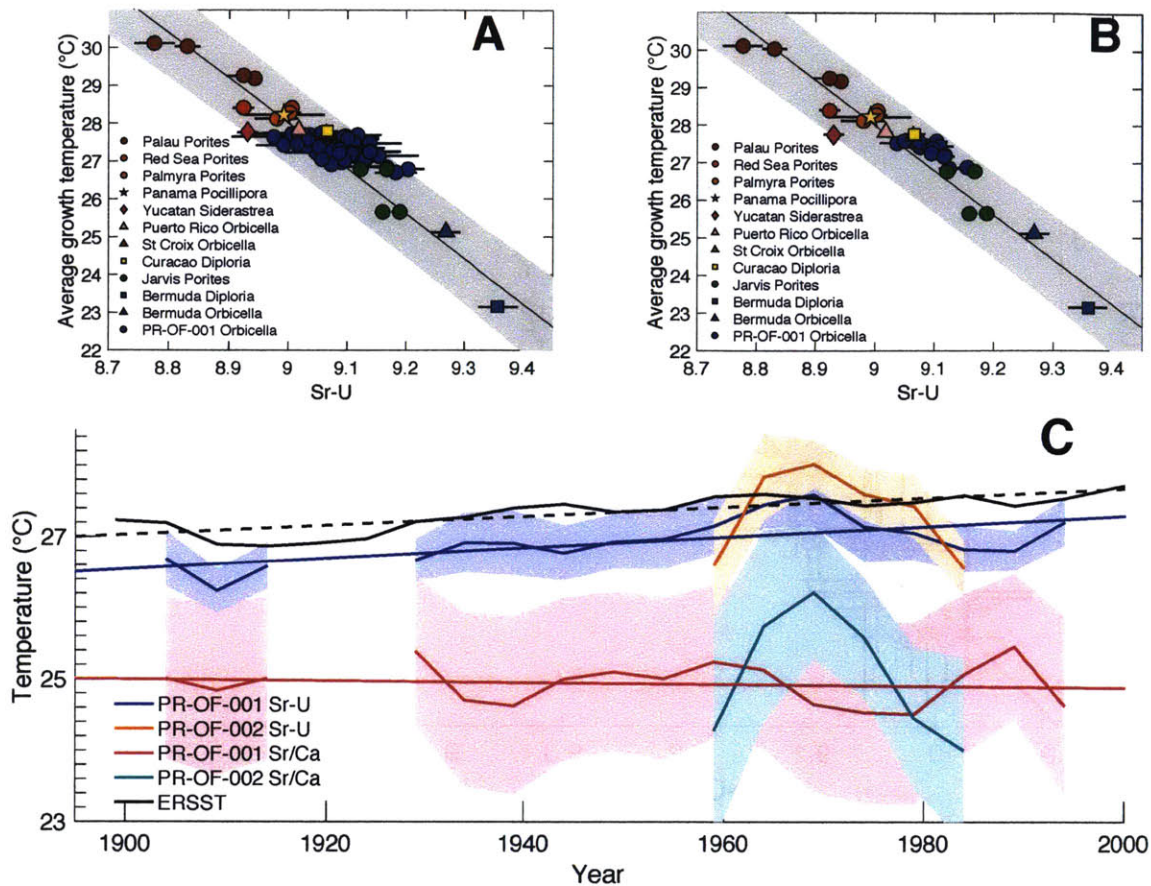 A
Average growth temperature (°C)
30
29
28
27
26
25
24
23
22
Palau Porites
Red Sea Porites
Palmyra Porites
Panama Pocillipora
Yucatan Siderastrea
Puerto Rico Orbicella
St Croix Orbicella
Curacao Diploria
Jarvis Porites
Bermuda Diploria
Bermuda Orbicella
PR-OF-001 Orbicella
8.7 8.8 8.9 9 9.1 9.2 9.3 9.4
Sr-U
B
Average growth temperature (°C)
30
29
28
27
26
25
24
23
22
Palau Porites
Red Sea Porites
Palmyra Porites
Panama Pocillipora
Yucatan Siderastrea
Puerto Rico Orbicella
St Croix Orbicella
Curacao Diploria
Jarvis Porites
Bermuda Diploria
Bermuda Orbicella
PR-OF-001 Orbicella
8.7 8.8 8.9 9 9.1 9.2 9.3 9.4
Sr-U
C
Temperature (°C)
27
25
23
PR-OF-001 Sr-U
PR-OF-002 Sr-U
PR-OF-001 Sr/Ca
PR-OF-002 Sr/Ca
ERSST
1900 1920 1940 1960 1980 2000
Year